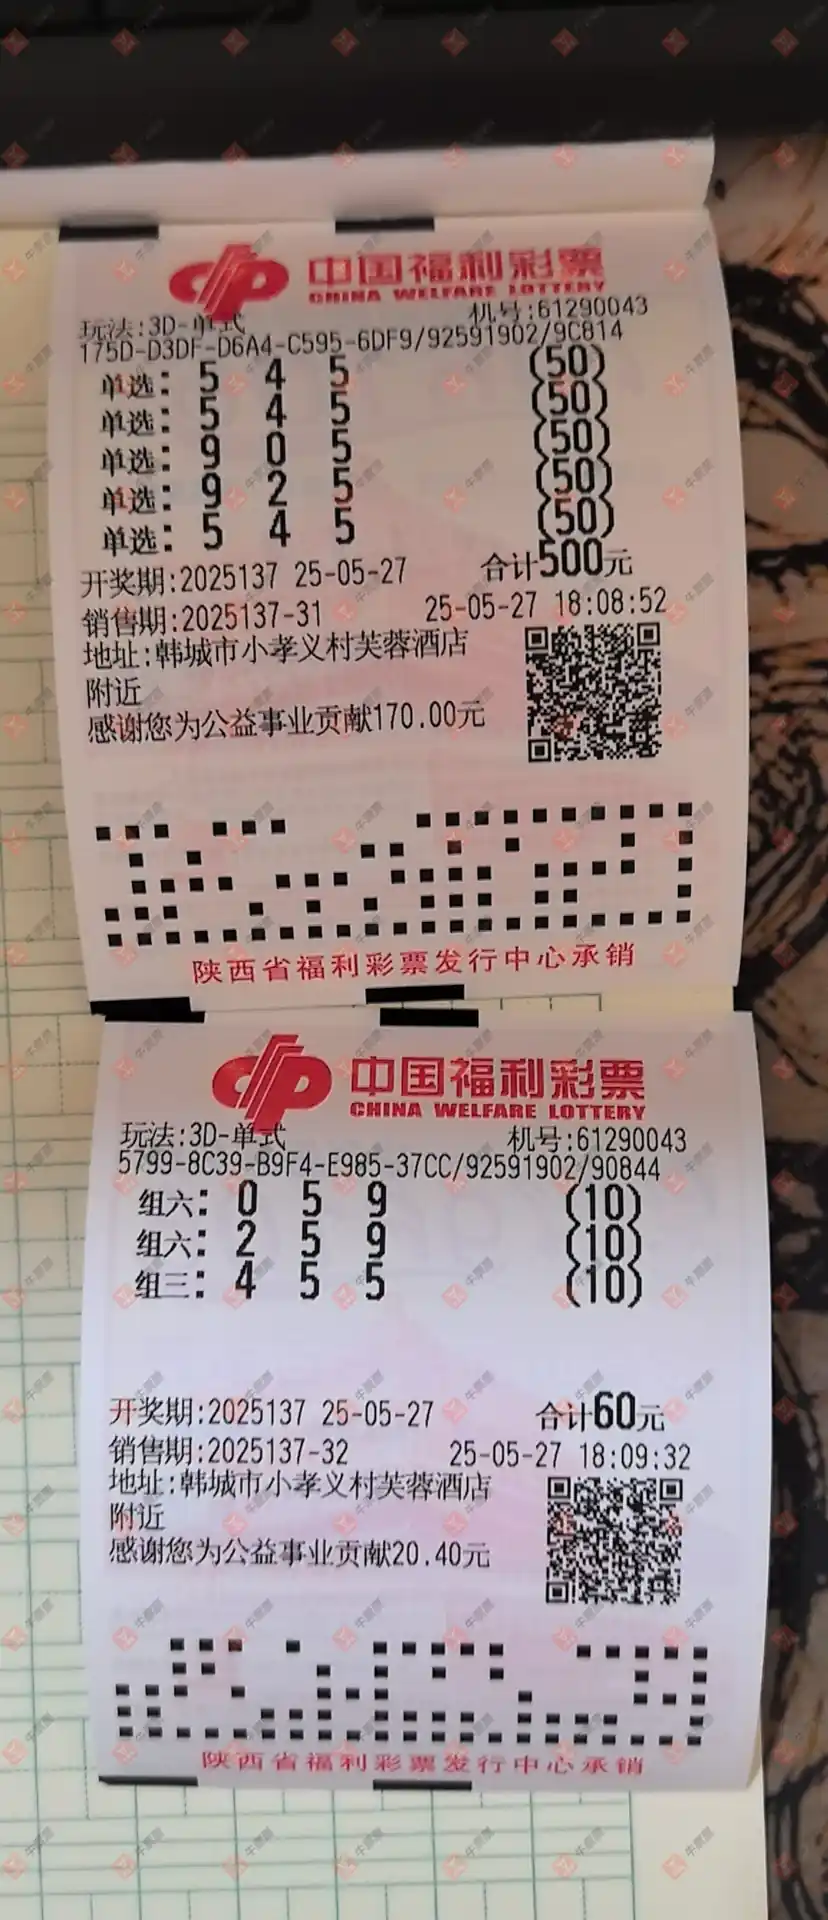 中国福利彩票
CHINA WELFARE LOTTERY
玩法:3D-单式 机号:61290043
175D-D3DF-D6A4-C595-6DF9/92591902/9C814
单选: 5 4 5 (50)
单选: 5 4 5 (50)
单选: 9 0 5 (50)
单选: 9 2 5 (50)
单选: 5 4 5 (50)
开奖期:2025137 25-05-27 合计500元
销售期:2025137-31 25-05-27 18:08:52
地址:韩城市小孝义村芙蓉酒店
附近
感谢您为公益事业贡献170.00元
陕西省福利彩票发行中心承销
中国福利彩票
CHINA WELFARE LOTTERY
玩法:3D-单式 机号:61290043
5799-8C39-B9F4-E985-37CC/92591902/90844
组六: 0 5 9 (10)
组六: 2 5 9 (10)
组三: 4 5 5 (10)
开奖期:2025137 25-05-27 合计60元
销售期:2025137-32 25-05-27 18:09:32
地址:韩城市小孝义村芙蓉酒店
附近
感谢您为公益事业贡献20.40元
陕西省福利彩票发行中心承销